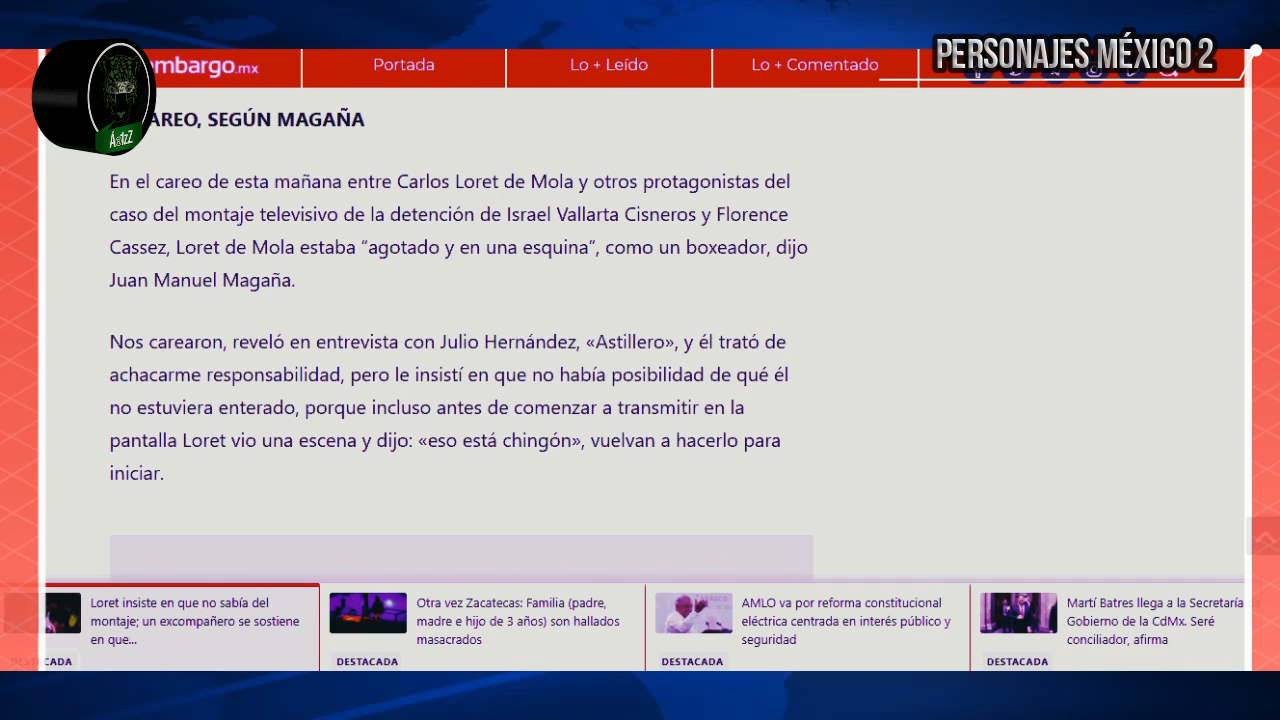 PERSONAJES MÉXICO 2
mbargo.mx
Portada
Lo + Leído
Lo + Comentado
AREO, SEGÚN MAGAÑA
En el careo de esta mañana entre Carlos Loret de Mola y otros protagonistas del
caso del montaje televisivo de la detención de Israel Vallarta Cisneros y Florence
Cassez, Loret de Mola estaba “agotado y en una esquina”, como un boxeador, dijo
Juan Manuel Magaña.
Nos carearon, reveló en entrevista con Julio Hernández, «Astillero», y él trató de
achacarme responsabilidad, pero le insistí en que no había posibilidad de qué él
no estuviera enterado, porque incluso antes de comenzar a transmitir en la
pantalla Loret vio una escena y dijo: «eso está chingón», vuelvan a hacerlo para
iniciar.
Loret insiste en que no sabía del
montaje; un excompañero se sostiene
en que...
DESTACADA
Otra vez Zacatecas: Familia (padre,
madre e hijo de 3 años) son hallados
masacrados
DESTACADA
AMLO va por reforma constitucional
eléctrica centrada en interés público y
seguridad
DESTACADA
Martí Batres llega a la Secretaría de
Gobierno de la CdMx. Seré
conciliador, afirma
DESTACADA